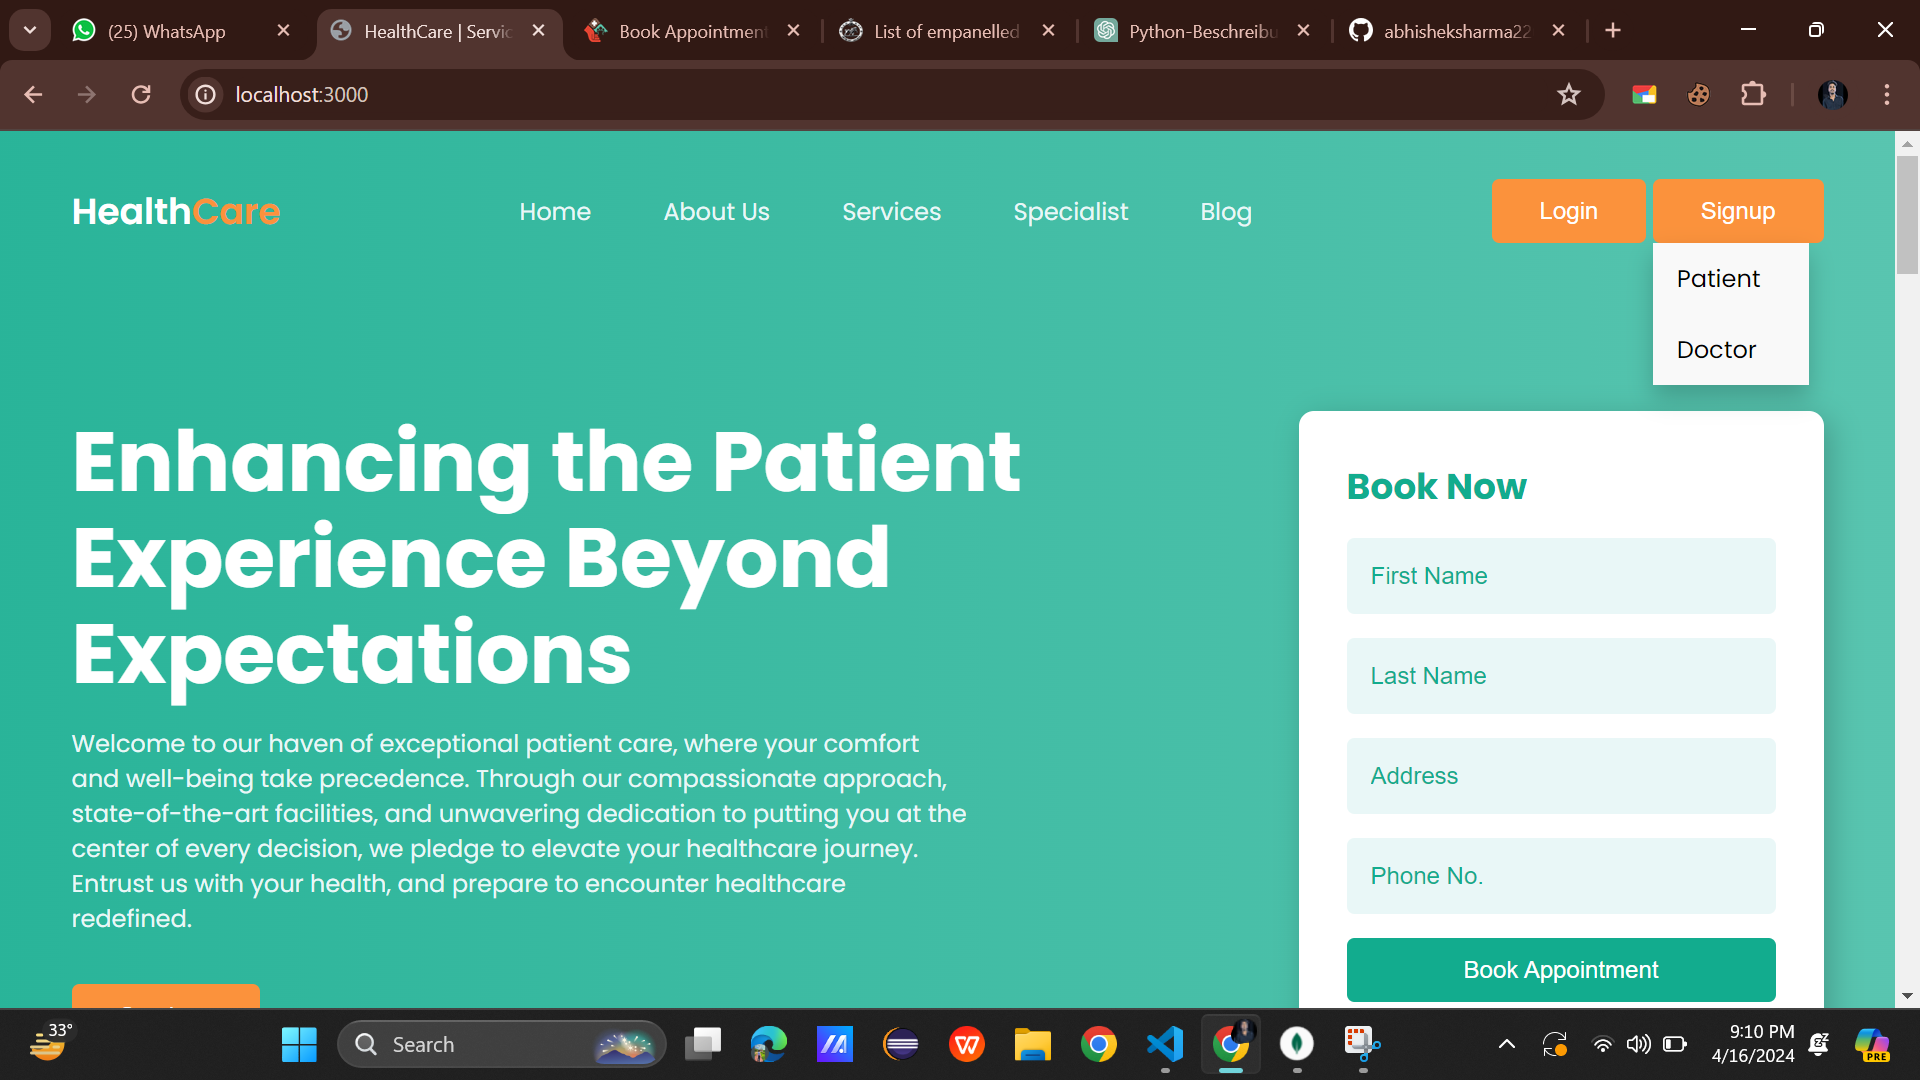 (25) WhatsApp
HealthCare | Servic
Book Appointment
List of empanelled
Python-Beschreibu
abhisheksharma22
localhost:3000
HealthCare
Home
About Us
Services
Specialist
Blog
Login
Signup
Patient
Doctor
Enhancing the Patient
Experience Beyond
Expectations
Welcome to our haven of exceptional patient care, where your comfort
and well-being take precedence. Through our compassionate approach,
state-of-the-art facilities, and unwavering dedication to putting you at the
center of every decision, we pledge to elevate your healthcare journey.
Entrust us with your health, and prepare to encounter healthcare
redefined.
Book Now
First Name
Last Name
Address
Phone No.
Book Appointment
33°
Search
9:10 PM
4/16/2024
PRE